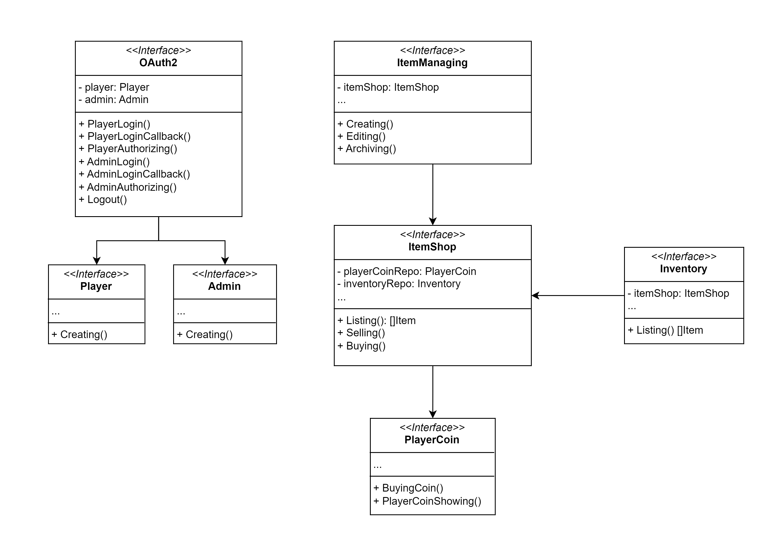 <<Interface>>
OAuth2
- player: Player
- admin: Admin
+ PlayerLogin()
+ PlayerLoginCallback()
+ PlayerAuthorizing()
+ AdminLogin()
+ AdminLoginCallback()
+ AdminAuthorizing()
+ Logout()
<<Interface>>
Player
...
+ Creating()
<<Interface>>
Admin
...
+ Creating()
<<Interface>>
ItemManaging
- itemShop: ItemShop
...
+ Creating()
+ Editing()
+ Archiving()
<<Interface>>
ItemShop
- playerCoinRepo: PlayerCoin
- inventoryRepo: Inventory
...
+ Listing(): []Item
+ Selling()
+ Buying()
<<Interface>>
Inventory
- itemShop: ItemShop
...
+ Listing() []Item
<<Interface>>
PlayerCoin
...
+ BuyingCoin()
+ PlayerCoinShowing()